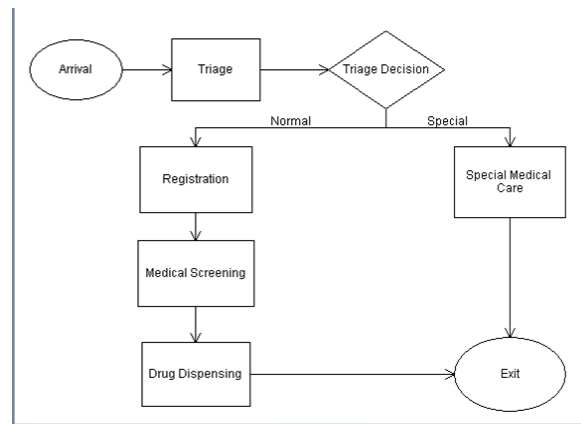 Arrival
Triage
Triage Decision
Normal
Special
Registration
Special Medical
Care
Medical Screening
Drug Dispensing
Exit